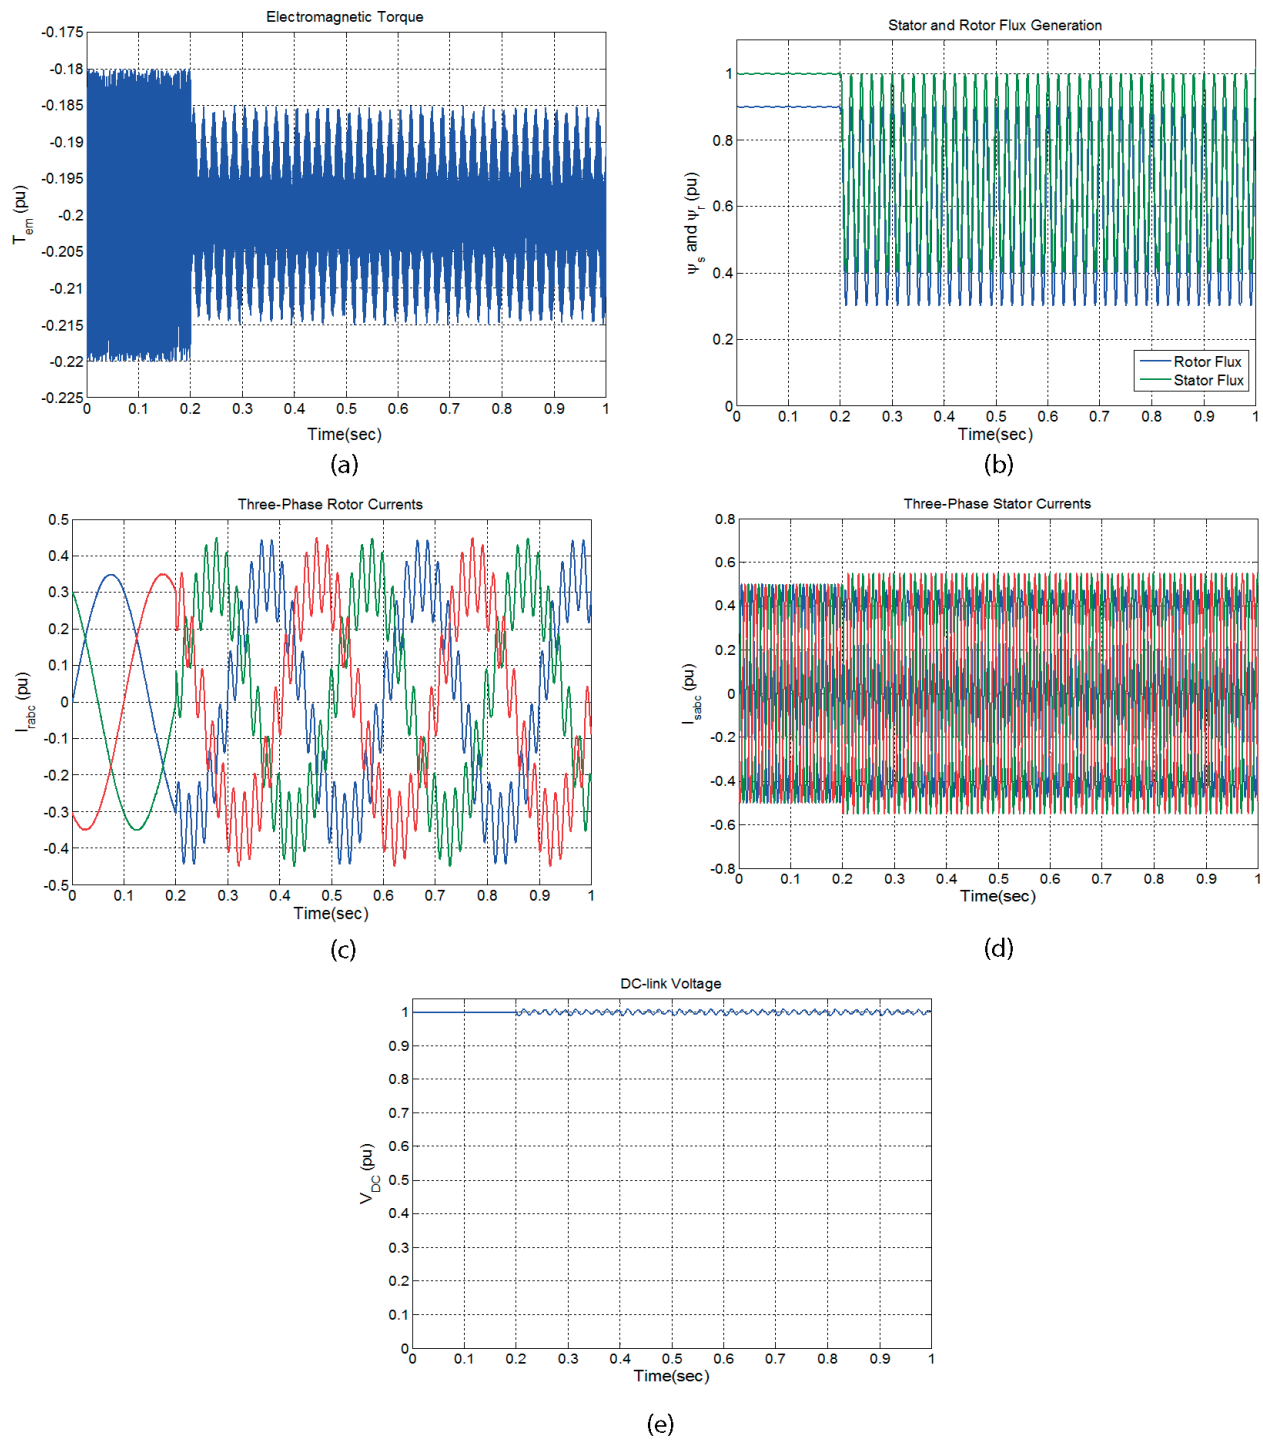 Electromagnetic Torque
-0.175
-0.18
-0.185
-0.19
-0.195
-0.2
-0.205
-0.21
-0.215
-0.22
-0.225
T_em (pu)
0 0.1 0.2 0.3 0.4 0.5 0.6 0.7 0.8 0.9 1
Time(sec)
(a)
Stator and Rotor Flux Generation
1
0.8
0.6
0.4
0.2
0
Ψ_s and Ψ_r (pu)
Rotor Flux
Stator Flux
0 0.1 0.2 0.3 0.4 0.5 0.6 0.7 0.8 0.9 1
Time(sec)
(b)
Three-Phase Rotor Currents
0.5
0.4
0.3
0.2
0.1
0
-0.1
-0.2
-0.3
-0.4
-0.5
I_rabc (pu)
0 0.1 0.2 0.3 0.4 0.5 0.6 0.7 0.8 0.9 1
Time(sec)
(c)
Three-Phase Stator Currents
0.8
0.6
0.4
0.2
0
-0.2
-0.4
-0.6
-0.8
I_sabc (pu)
0 0.1 0.2 0.3 0.4 0.5 0.6 0.7 0.8 0.9 1
Time(sec)
(d)
DC-link Voltage
1
0.9
0.8
0.7
0.6
0.5
0.4
0.3
0.2
0.1
0
V_DC (pu)
0 0.1 0.2 0.3 0.4 0.5 0.6 0.7 0.8 0.9 1
Time(sec)
(e)